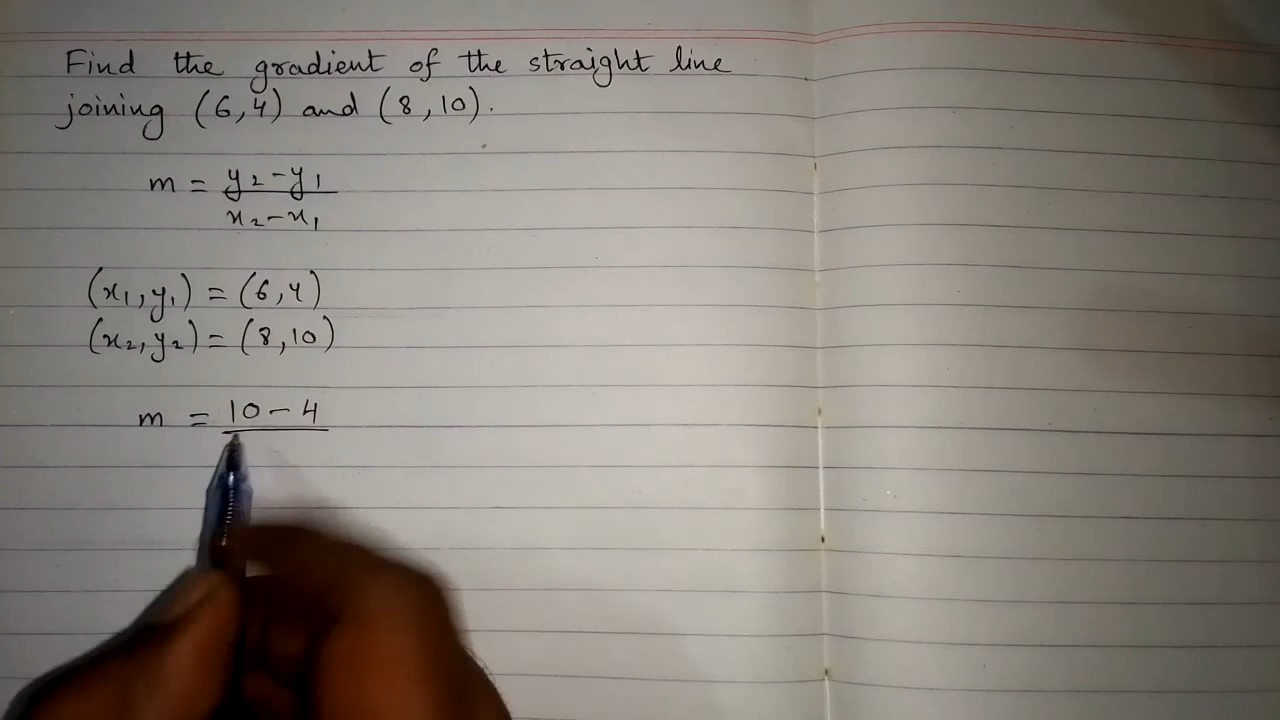 Find the gradient of the straight line
joining (6,4) and (8,10).
m = y₂-y₁
x₂-x₁
(x₁,y₁) = (6,4)
(x₂,y₂) = (8,10)
m = 10-4